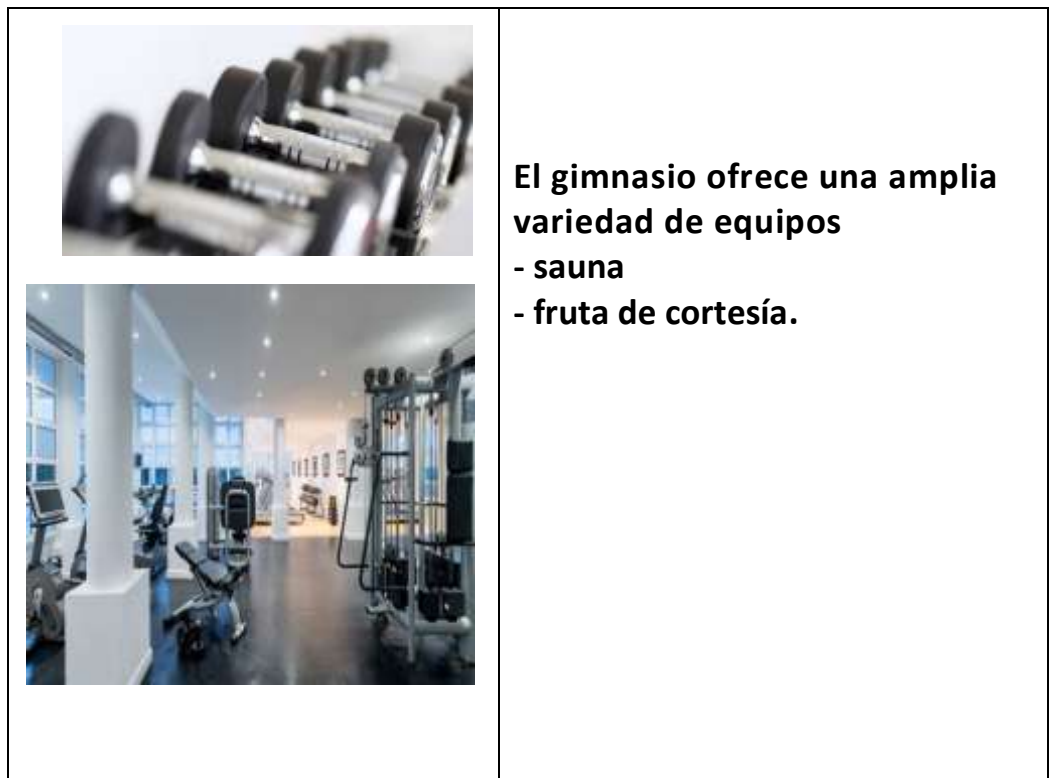 El gimnasio ofrece una amplia
variedad de equipos
- sauna
- fruta de cortesía.